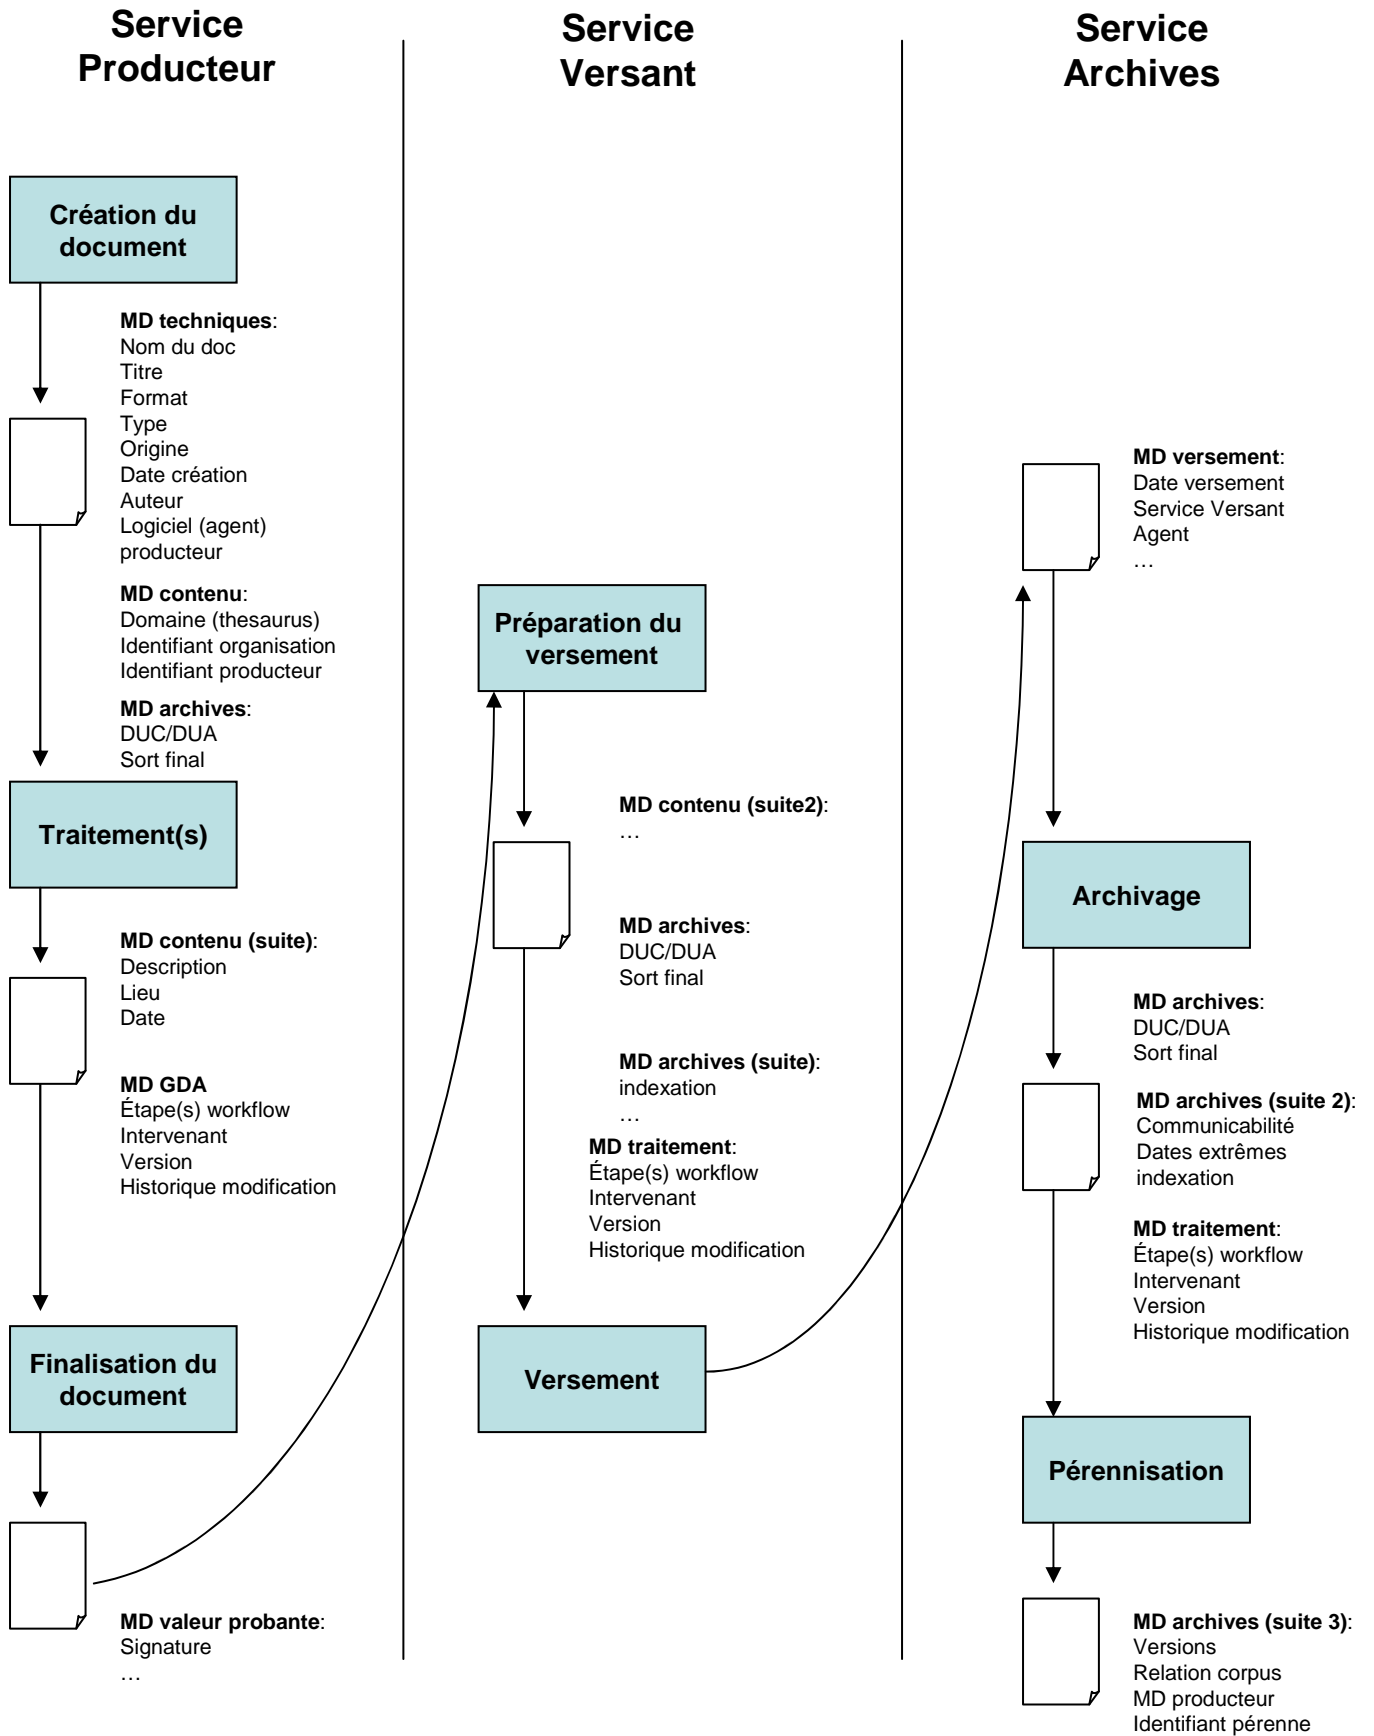 Service
Producteur
Création du
document
MD techniques:
Nom du doc
Titre
Format
Type
Origine
Date création
Auteur
Logiciel (agent)
producteur
MD contenu:
Domaine (thesaurus)
Identifiant organisation
Identifiant producteur
MD archives:
DUC/DUA
Sort final
Traitement(s)
MD contenu (suite):
Description
Lieu
Date
MD GDA
Étape(s) workflow
Intervenant
Version
Historique modification
Finalisation du
document
MD valeur probante:
Signature
…
Service
Versant
Préparation du
versement
MD contenu (suite2):
…
MD archives:
DUC/DUA
Sort final
MD archives (suite):
indexation
…
MD traitement:
Étape(s) workflow
Intervenant
Version
Historique modification
Versement
Service
Archives
MD versement:
Date versement
Service Versant
Agent
…
Archivage
MD archives:
DUC/DUA
Sort final
MD archives (suite 2):
Communicabilité
Dates extrêmes
indexation
MD traitement:
Étape(s) workflow
Intervenant
Version
Historique modification
Pérennisation
MD archives (suite 3):
Versions
Relation corpus
MD producteur
Identifiant pérenne